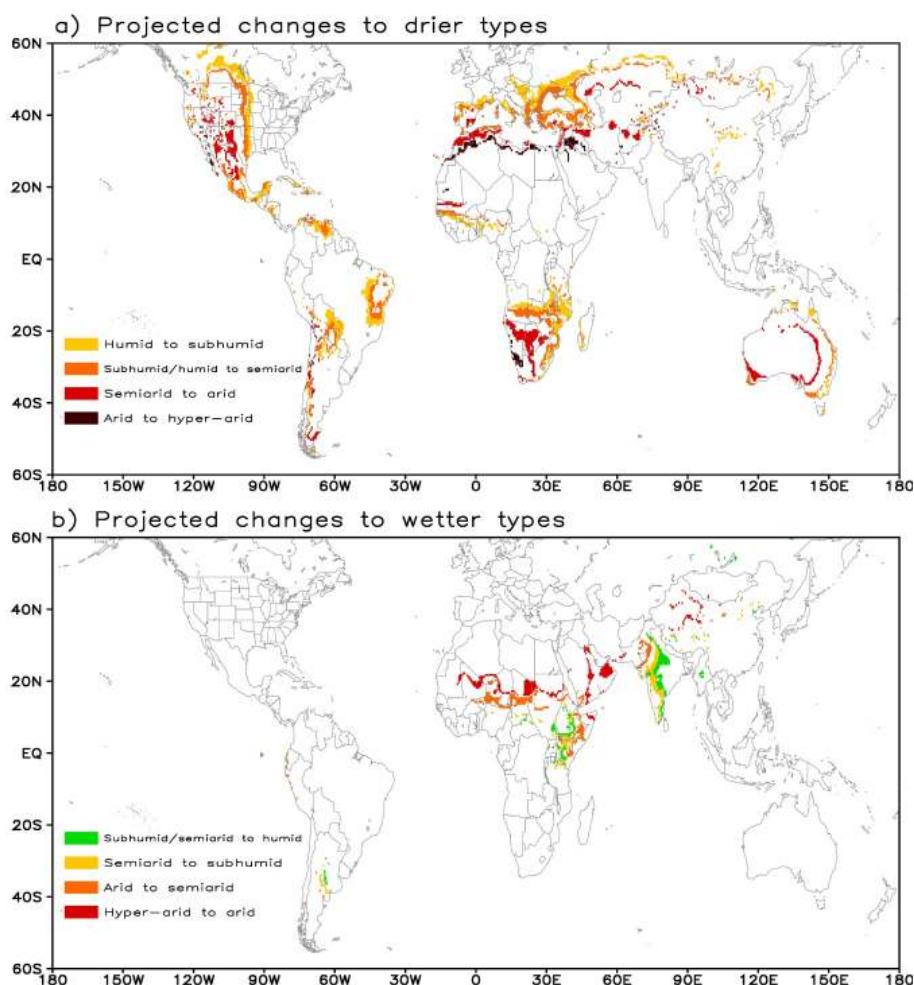 a) Projected changes to drier types
60N
40N
20N
EQ
20S
40S
60S
Humid to subhumid
Subhumid/humid to semiarid
Semiarid to arid
Arid to hyper-arid
180 150W 120W 90W 60W 30W 0 30E 60E 90E 120E 150E 180
b) Projected changes to wetter types
60N
40N
20N
EQ
20S
40S
60S
Subhumid/semiarid to humid
Semiarid to subhumid
Arid to semiarid
Hyper-arid to arid
180 150W 120W 90W 60W 30W 0 30E 60E 90E 120E 150E 180